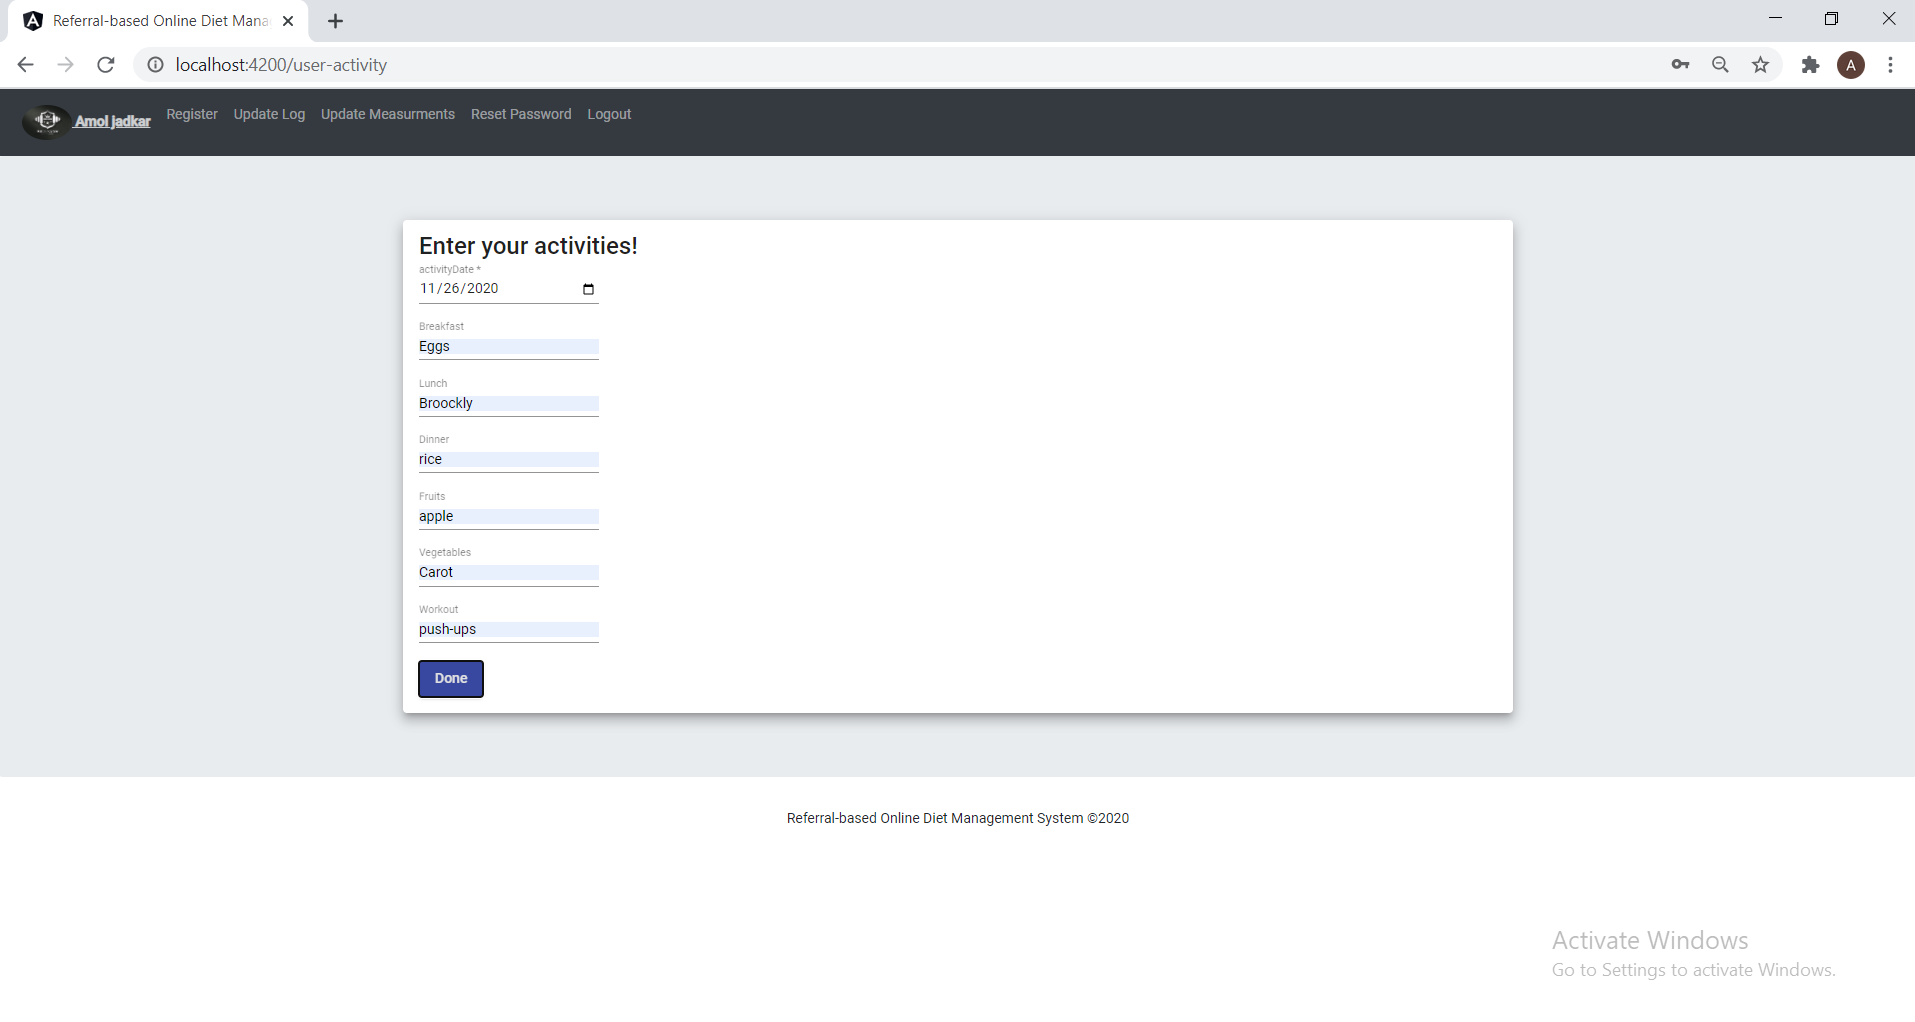 Referral-based Online Diet Mana
localhost:4200/user-activity
A
Amol jadkar Register Update Log Update Measurments Reset Password Logout
Enter your activities!
activityDate *
11/26/2020
Breakfast
Eggs
Lunch
Broockly
Dinner
rice
Fruits
apple
Vegetables
Carot
Workout
push-ups
Done
Referral-based Online Diet Management System ©2020
Activate Windows
Go to Settings to activate Windows.